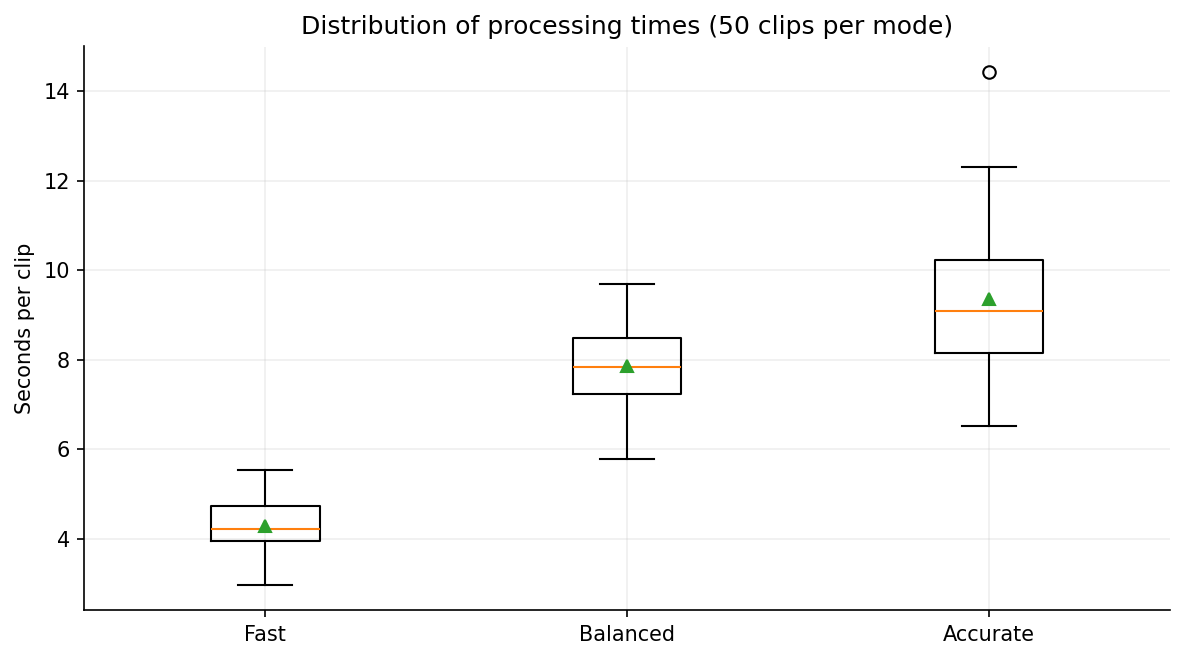 Distribution of processing times (50 clips per mode)
Seconds per clip
14
12
10
8
6
4
Fast
Balanced
Accurate